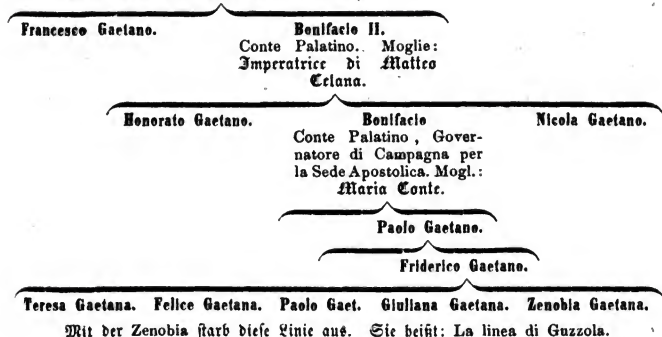 Francesco Gaetano. Bonifacio II.
Conte Palatino. Moglie:
Imperatrice di Matteo
Celana.
Honorato Gaetano. Bonifacio Nicola Gaetano.
Conte Palatino, Gover-
natore di Campagna per
la Sede Apostolica. Mogl.:
Maria Conte.
Paolo Gaetano.
Friderico Gaetano.
Teresa Gaetana. Felice Gaetana. Paolo Gaet. Giuliana Gaetana. Zenobia Gaetana.
Mit der Zenobia starb diese Linie aus. Sie heißt: La linea di Guzzola.